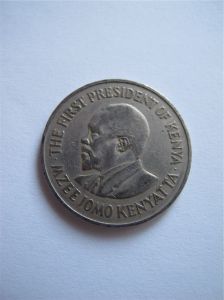 THE FIRST PRESIDENT OF KENYA
MZEE JOMO KENYATTA